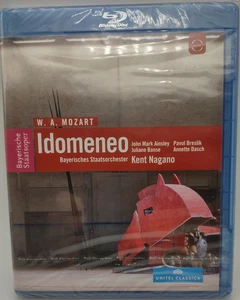 Blu-ray Disc
W. A. MOZART
Idomeneo
Bayerisches Staatsorchester
John Mark Ainsley
Juliane Banse
Pavol Breslik
Annette Dasch
Kent Nagano
Bayerische
Staatsoper
UNITEL CLASSICA